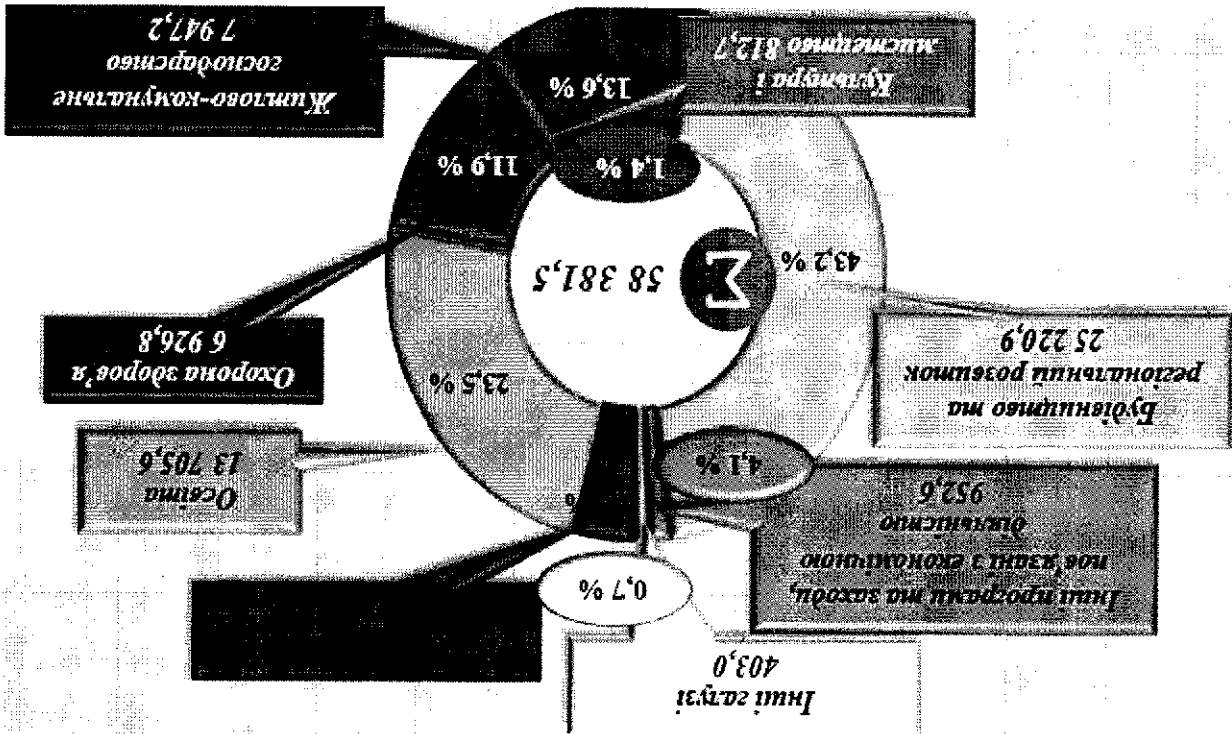 Культура і
мистецтво 812,7
13,6 %
Житлово-комунальне
господарство
7 947,2
1,4 %
11,9 %
43,2 %
Σ
58 381,5
Будівництво та
регіональний розвиток
25 220,9
Охорона здоров'я
6 926,8
23,5 %
Освіта
13 705,6
4,1 %
Інші програми та заходи,
пов'язані з економічною
діяльністю
952,6
0,7 %
Інші галузі
403,0